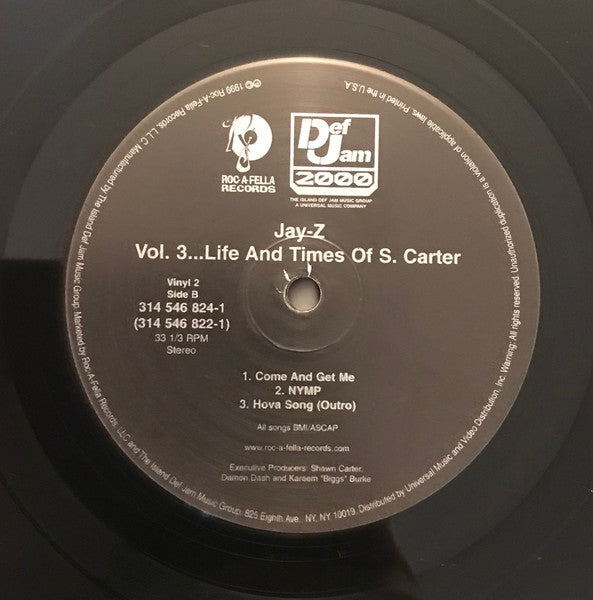 ROC-A-FELLA
RECORDS
Def
Jam
2000
THE ISLAND DEF JAM MUSIC GROUP
A UNIVERSAL MUSIC COMPANY
Jay-Z
Vol. 3...Life And Times Of S. Carter
Vinyl 2
Side B
314 546 824-1
(314 546 822-1)
33 1/3 RPM
Stereo
1. Come And Get Me
2. NYMP
3. Hova Song (Outro)
All songs BMI/ASCAP
www.roc-a-fella-records.com
Executive Producers: Shawn Carter,
Damon Dash and Kareem "Biggs" Burke
℗© 1999 Roc-A-Fella Records, LLC. Manufactured by The Island Def Jam Music Group. Marketed by Roc-A-Fella Records, LLC and The Island Def Jam Music Group, 825 Eighth Ave., NY, NY 10019. Distributed by Universal Music and Video Distribution, Inc. Warning: All rights reserved. Unauthorized duplication is a violation of applicable laws. Printed in the U.S.A.